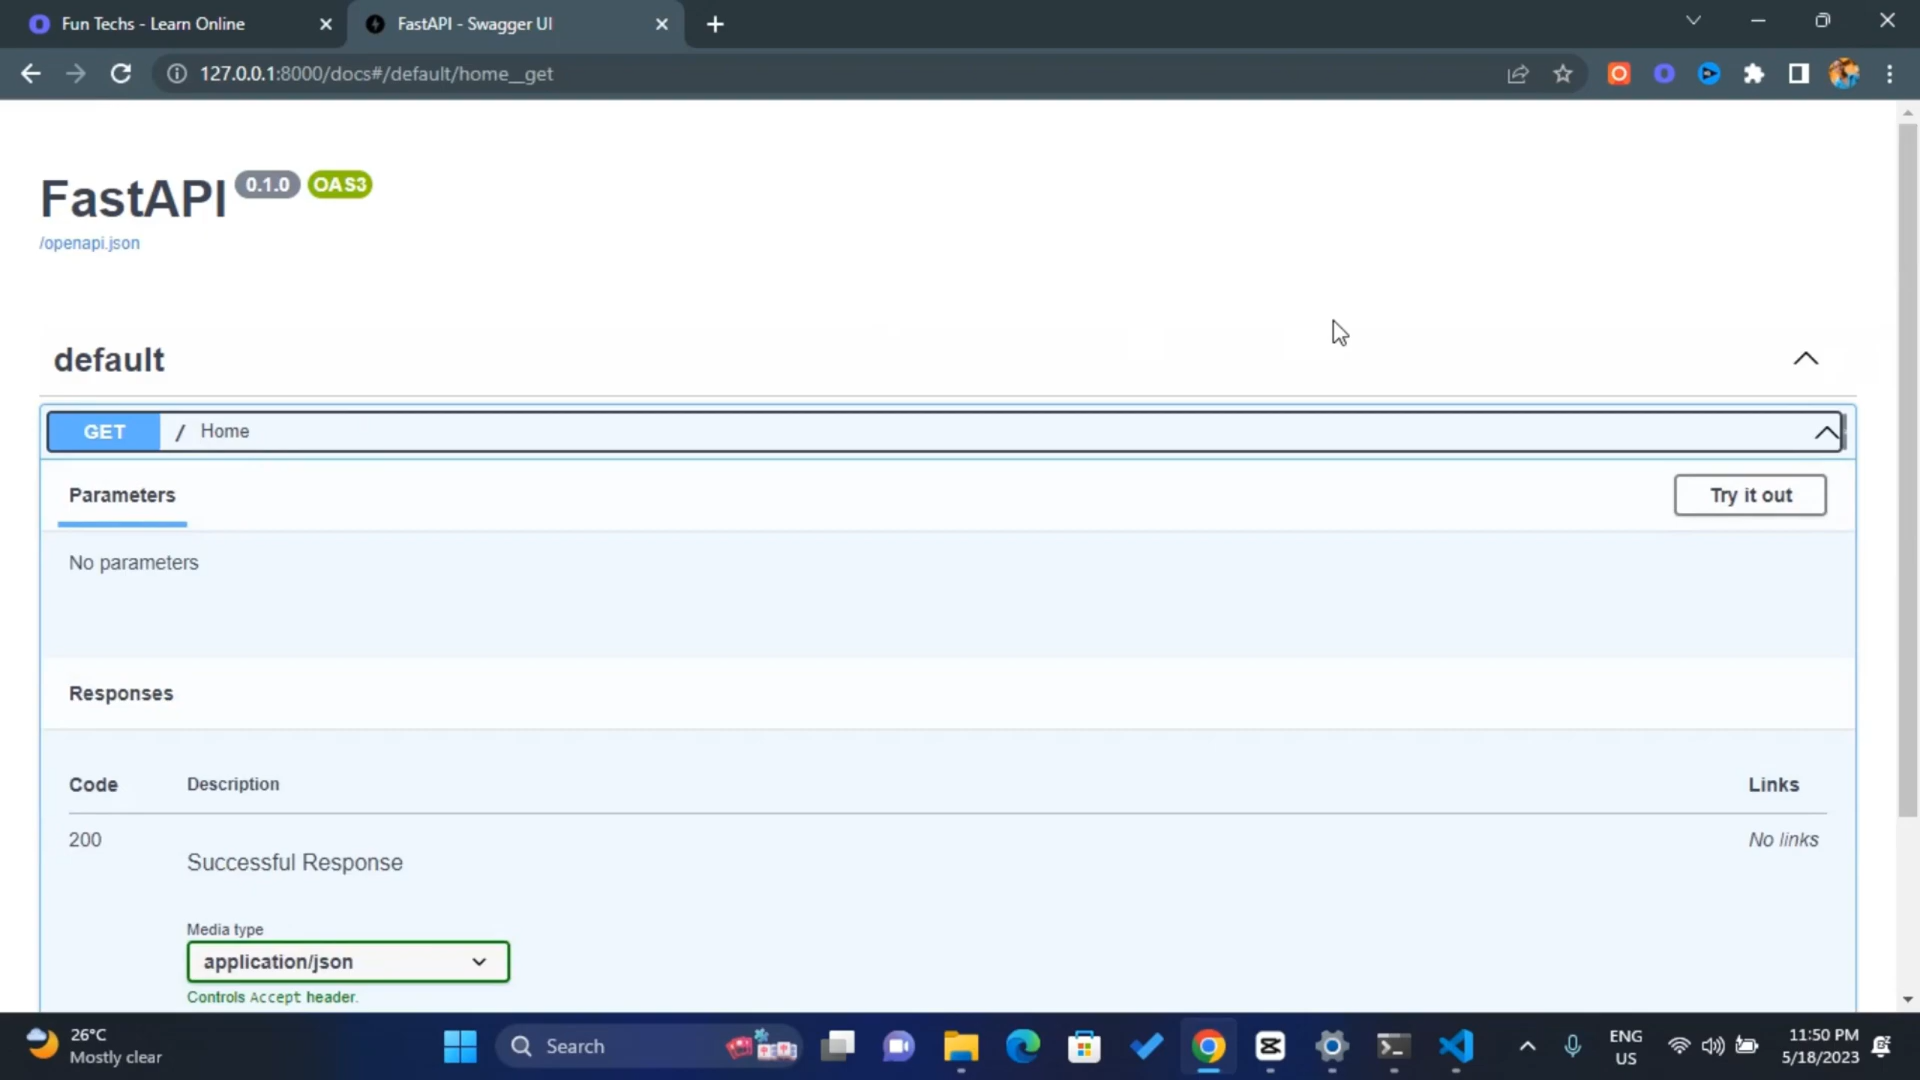 Fun Techs - Learn Online
FastAPI - Swagger UI
127.0.0.1:8000/docs#/default/home__get
FastAPI 0.1.0 OAS3
/openapi.json
default
GET / Home
Parameters
Try it out
No parameters
Responses
Code Description Links
200 No links
Successful Response
Media type
application/json
Controls Accept header.
26°C
Mostly clear
Search
ENG
US
11:50 PM
5/18/2023